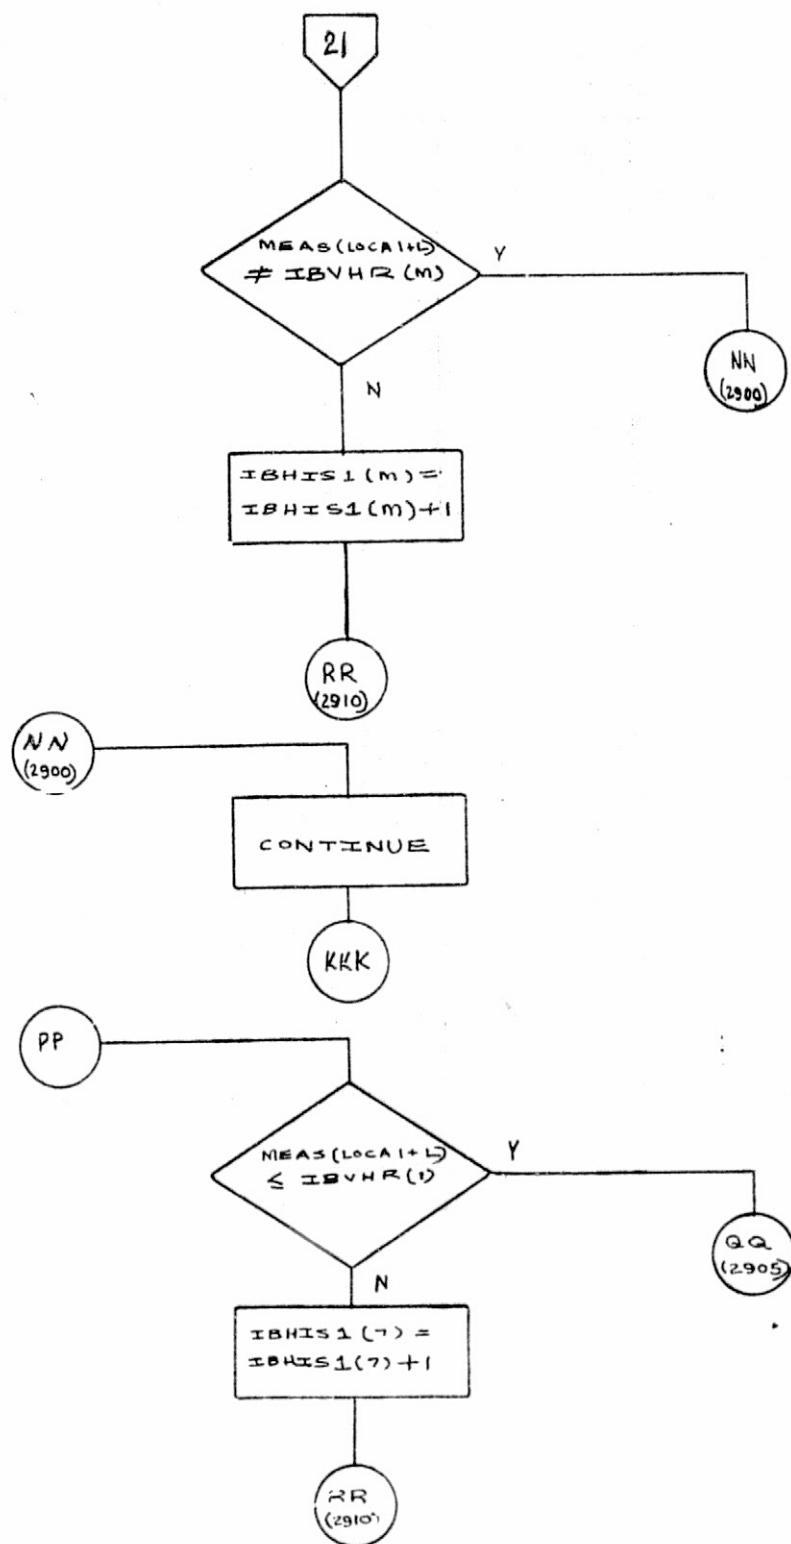 21
MEAS(LOCA1+L)
≠ IBVHR(M)
Y
NN
(2900)
N
IBHIS1(M)=
IBHIS1(M)+1
RR
(2910)
NN
(2900)
CONTINUE
KKK
PP
MEAS(LOCA1+L)
≤ IBVHR(1)
Y
QQ
(2905)
N
IBHIS1(7) =
IBHIS1(7)+1
RR
(2910)